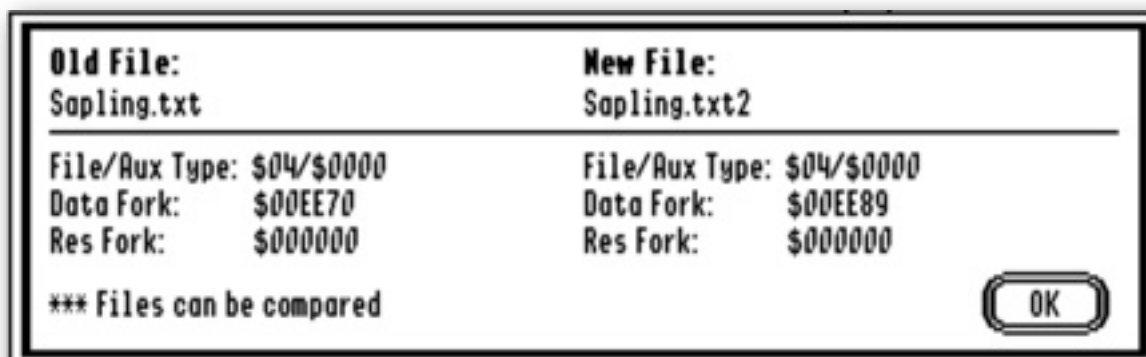 Old File: New File:
Sapling.txt Sapling.txt2
File/Aux Type: $04/$0000 File/Aux Type: $04/$0000
Data Fork: $00EE70 Data Fork: $00EE89
Res Fork: $000000 Res Fork: $000000
*** Files can be compared OK